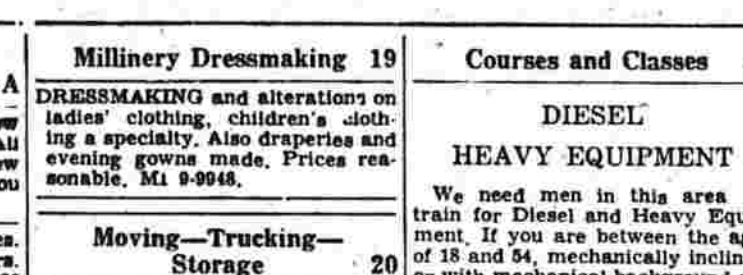 A
Millinery Dressmaking 19
DRESSMAKING and alterations on
ladies' clothing, children's cloth-
ing a specialty. Also draperies and
evening gowns made. Prices rea-
sonable. MI 9-9948.
Moving—Trucking—
Storage 20
Courses and Classes
DIESEL
HEAVY EQUIPMENT
We need men in this area
train for Diesel and Heavy Equ
ment. If you are between the a
of 18 and 54, mechanically inclin